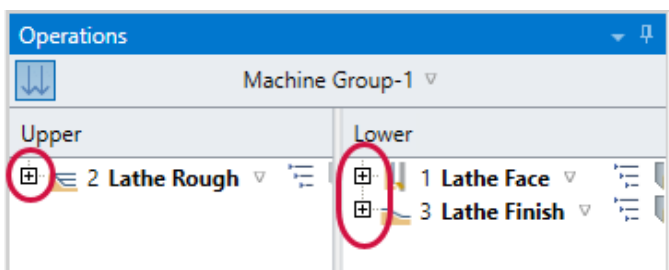 Operations
Machine Group-1
Upper
Lower
2 Lathe Rough
1 Lathe Face
3 Lathe Finish